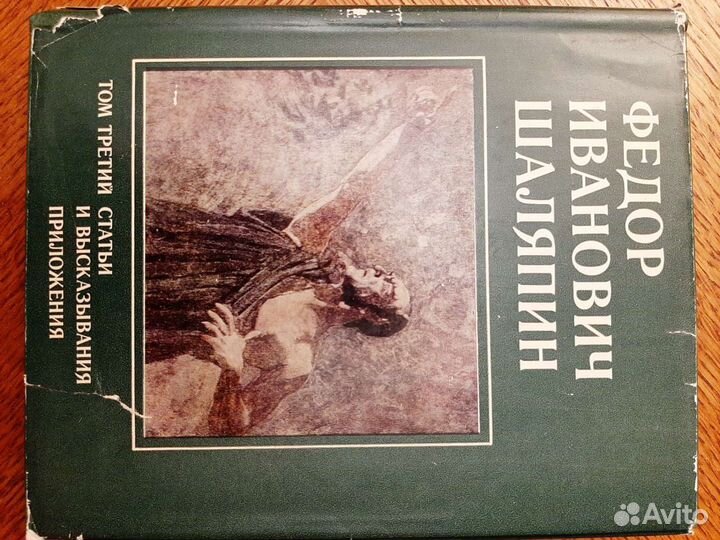 ФЕДОР
ИВАНОВИЧ
ШАЛЯПИН
ТОМ ТРЕТИЙ СТАТЬИ
И ВЫСКАЗЫВАНИЯ
ПРИЛОЖЕНИЯ
Avito